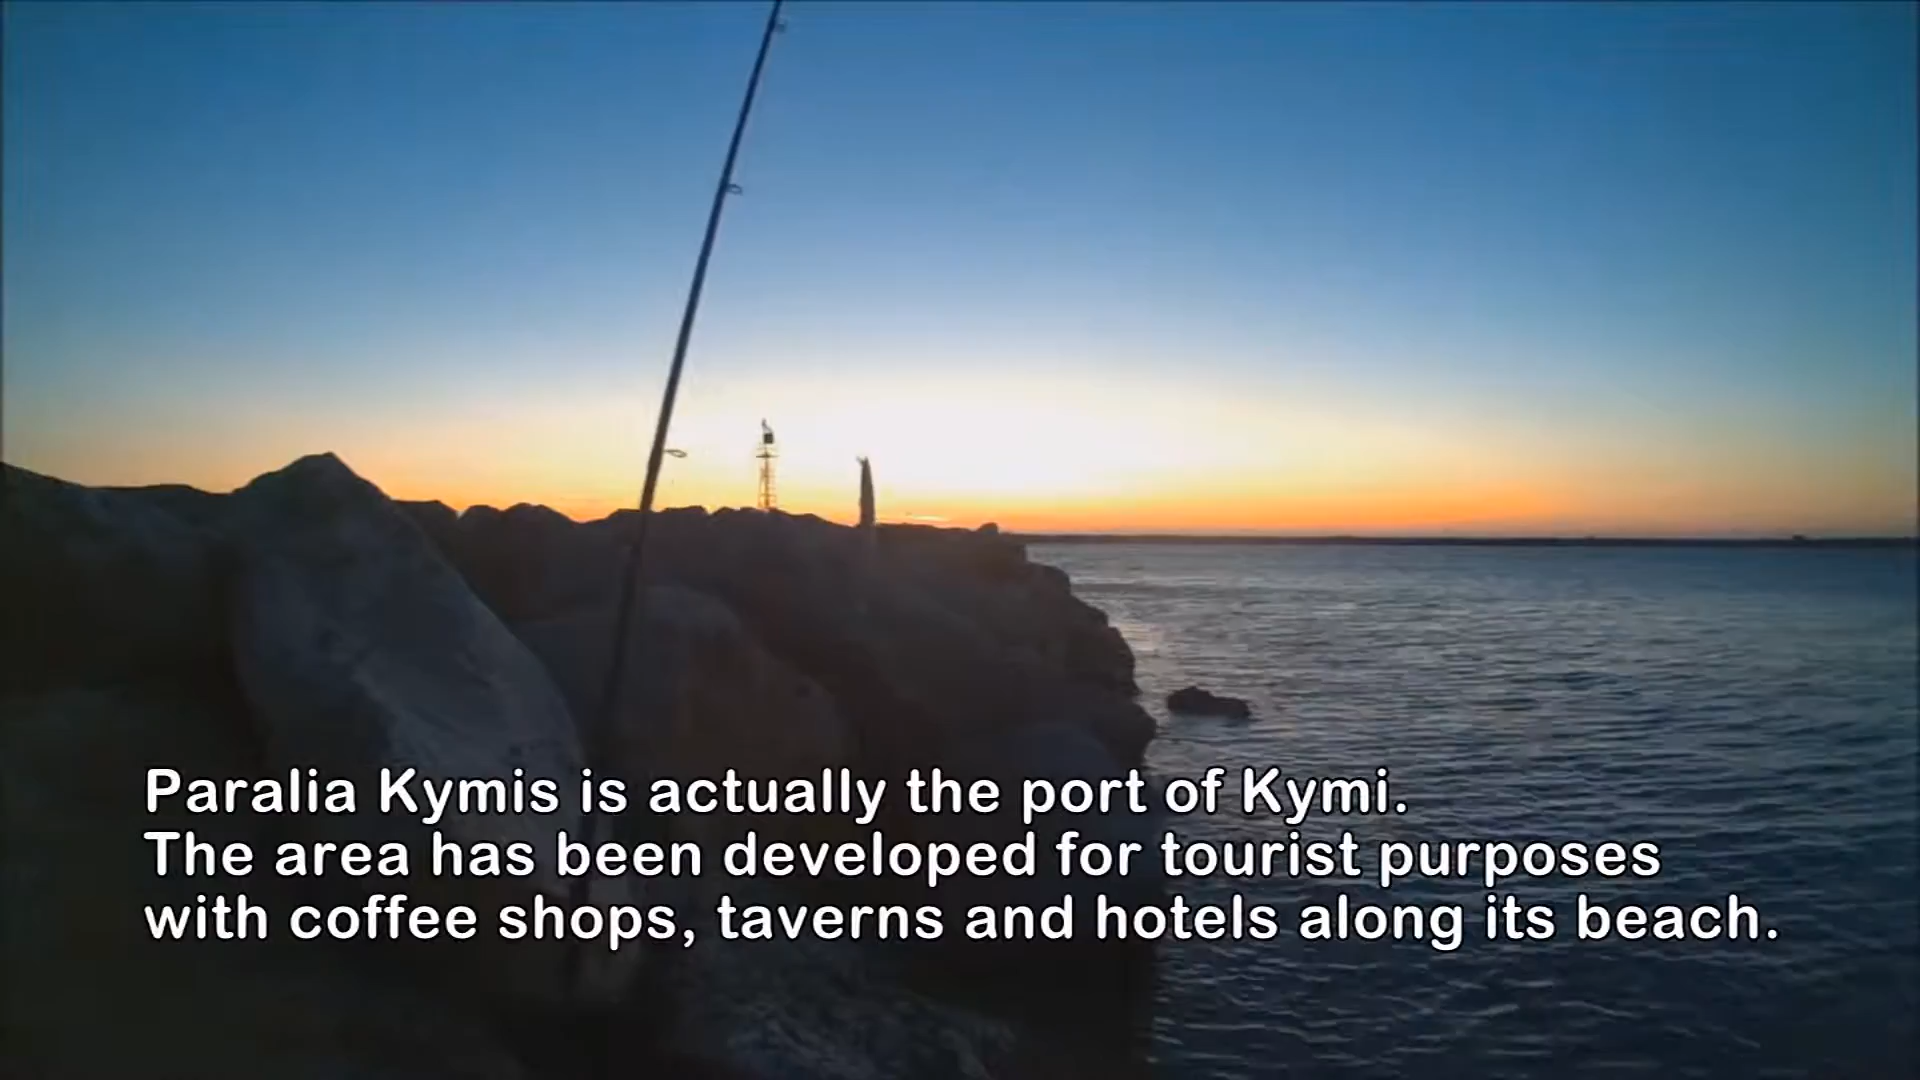 Paralia Kymis is actually the port of Kymi.
The area has been developed for tourist purposes
with coffee shops, taverns and hotels along its beach.